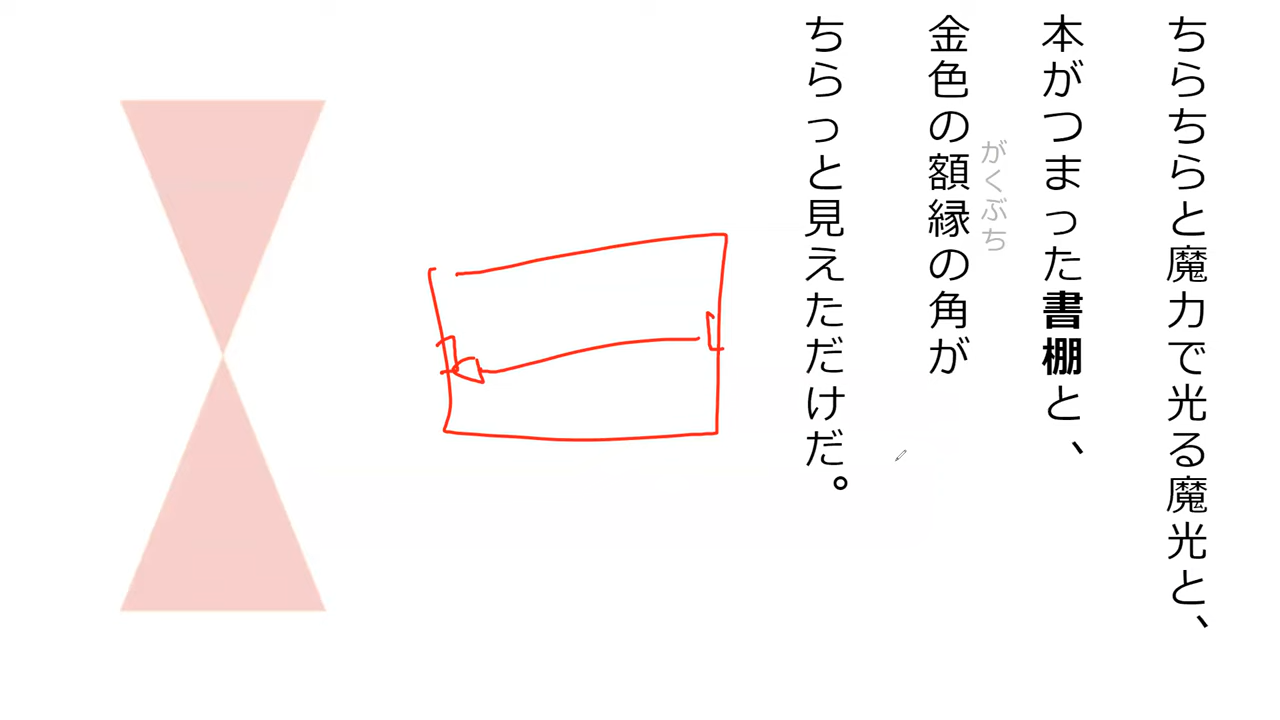 ちらちらと魔力で光る魔光と、
本がつまった書棚と、
金色の額縁の角が
がくぶち
ちらっと見えただけだ。